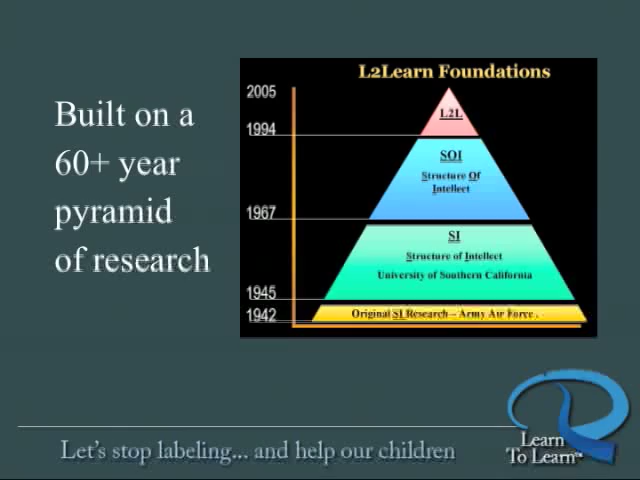 Built on a
60+ year
pyramid
of research
L2Learn Foundations
2005
1994
1967
1945
1942
L2L
SOI
Structure Of
Intellect
SI
Structure of Intellect
University of Southern California
Original SI Research – Army Air Force .
Let's stop labeling... and help our children
Learn
To Learn™